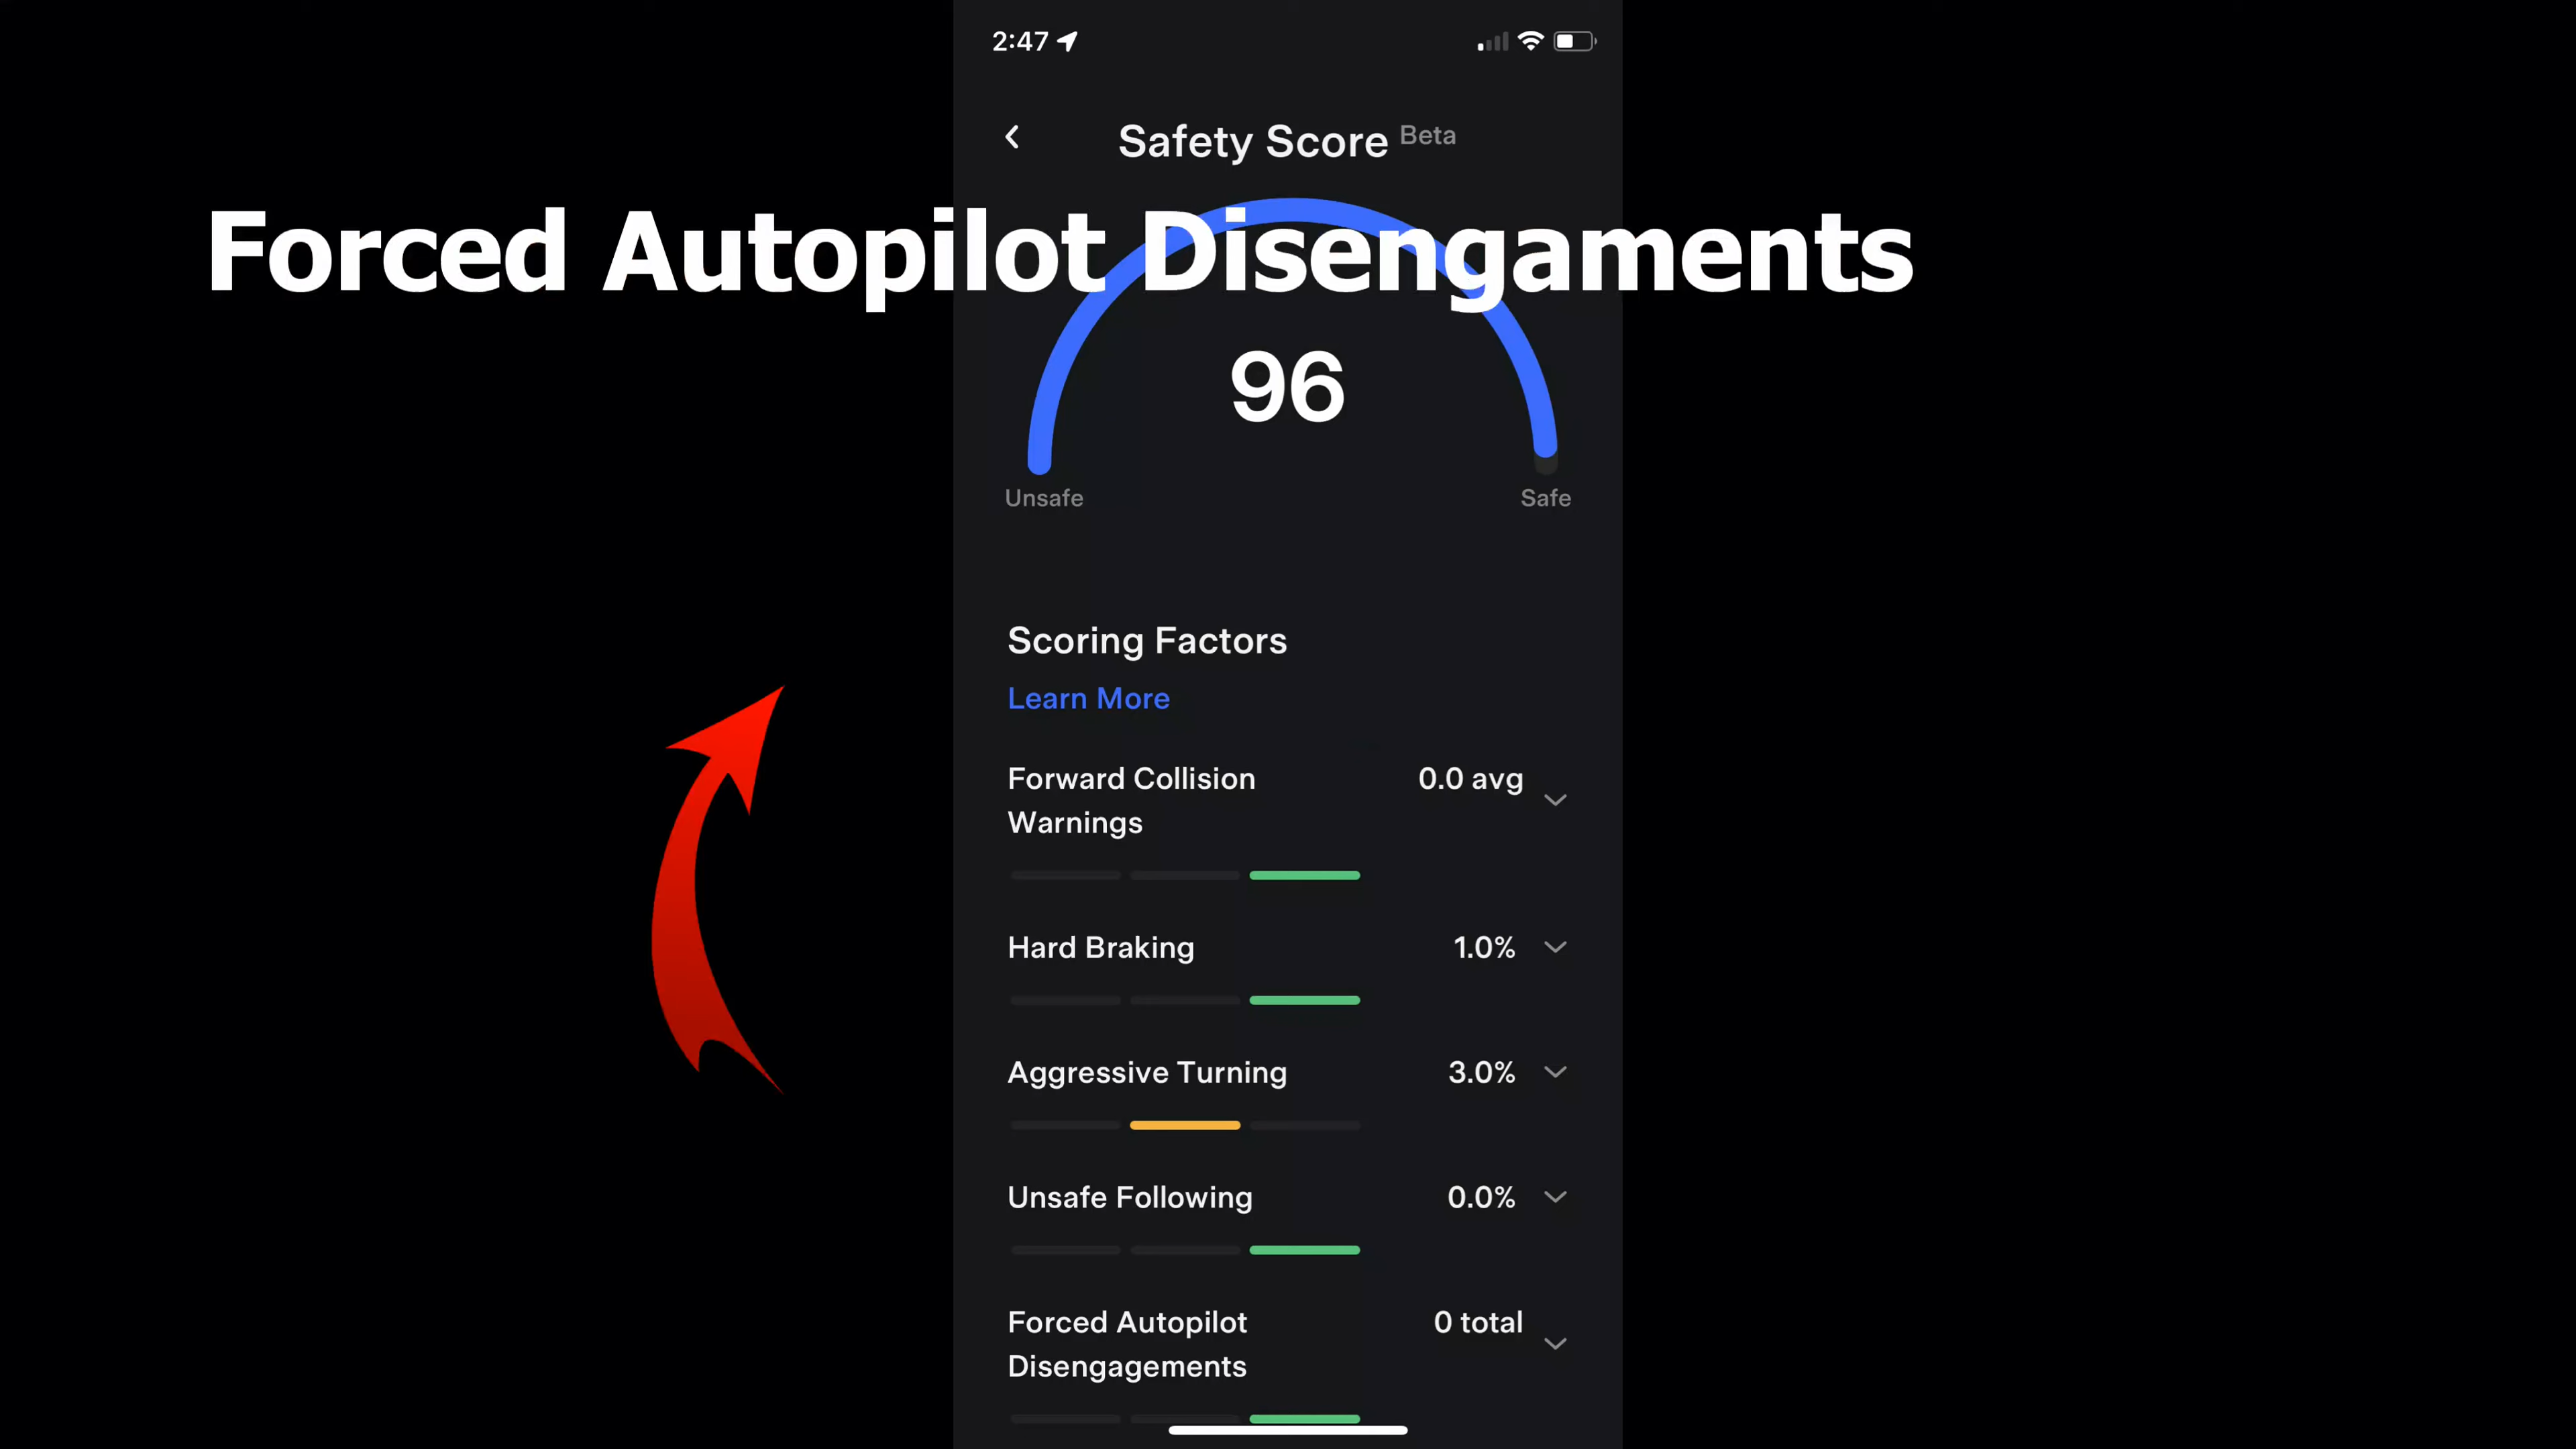 2:47
Safety Score Beta
Forced Autopilot Disengaments
96
Unsafe Safe
Scoring Factors
Learn More
Forward Collision 0.0 avg
Warnings
Hard Braking 1.0%
Aggressive Turning 3.0%
Unsafe Following 0.0%
Forced Autopilot 0 total
Disengagements